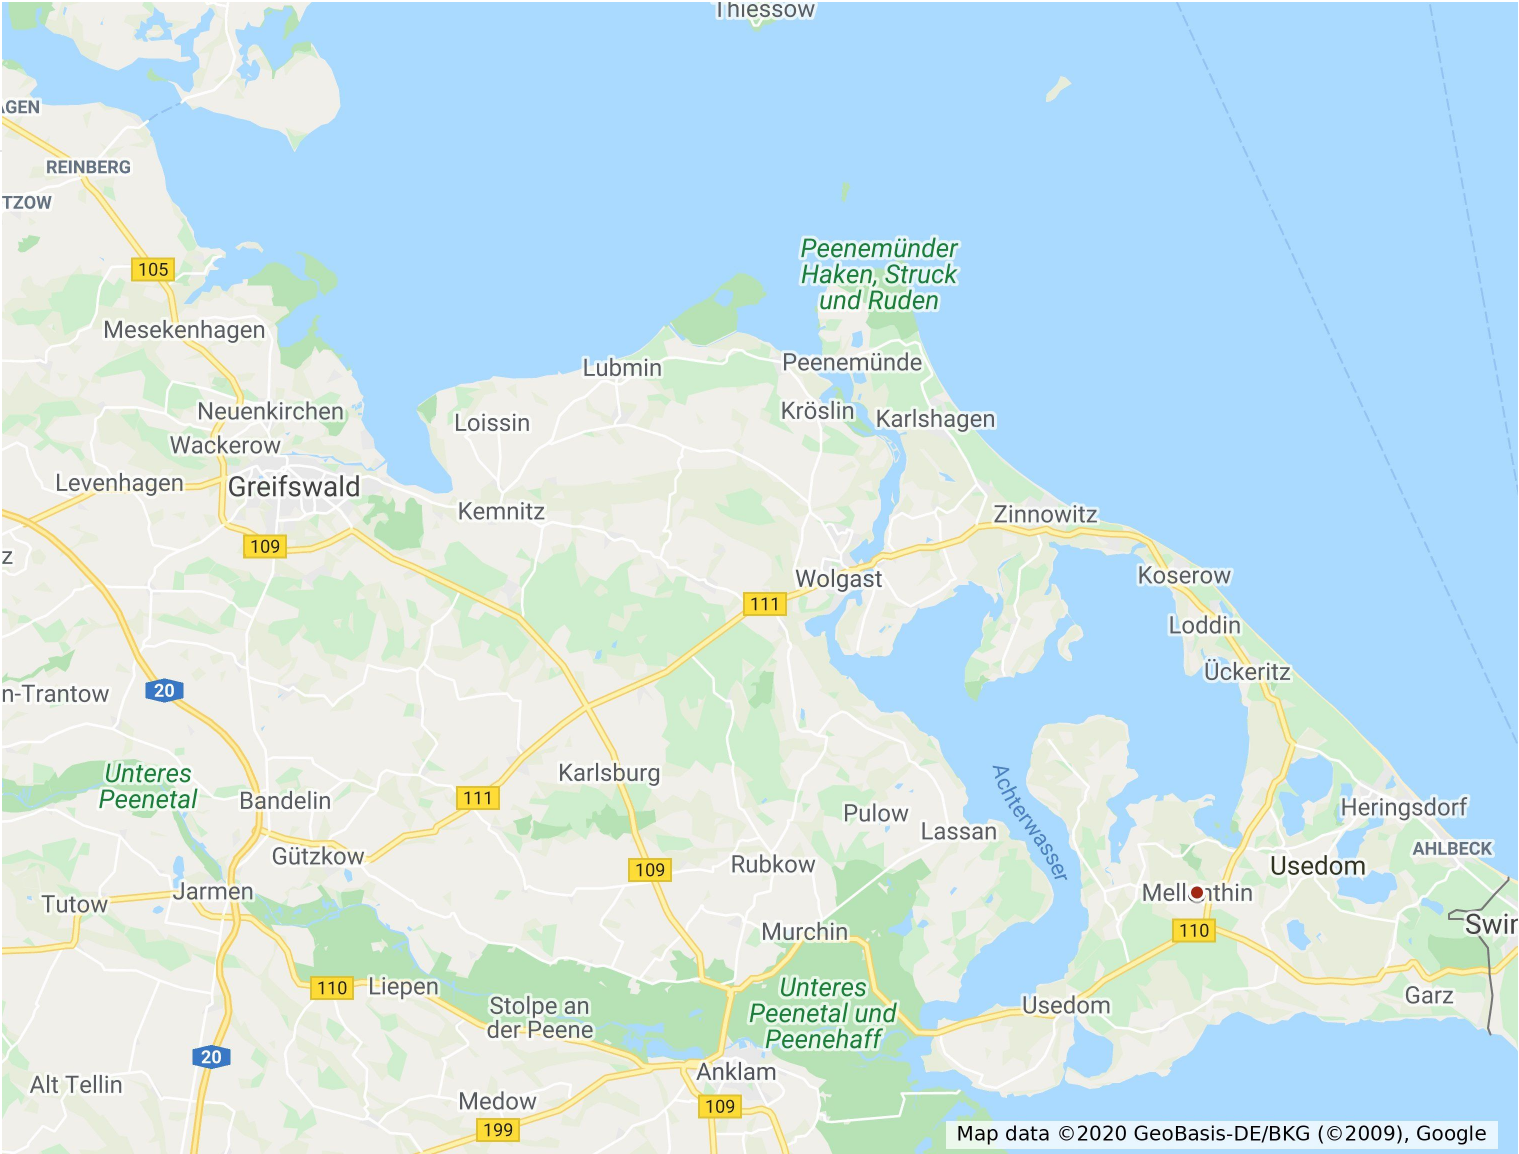 Thiessow
AGEN
REINBERG
TZOW
Peenemünder
Haken, Struck
und Ruden
105
Mesekenhagen
Lubmin
Peenemünde
Neuenkirchen
Kröslin
Karlshagen
Loissin
Wackerow
Levenhagen
Greifswald
Kemnitz
Zinnowitz
109
z
Wolgast
Koserow
111
Loddin
Ückeritz
20
n-Trantow
Unteres
Peenetal
Karlsburg
Achterwasser
Bandelin
111
Pulow
Lassan
Heringsdorf
AHLBECK
Gützkow
Rubkow
109
Usedom
Jarmen
Mellenthin
Tutow
Murchin
110
Swin
110
Liepen
Unteres
Peenetal und
Peenehaff
Stolpe an
der Peene
Usedom
Garz
20
Alt Tellin
Anklam
Medow
109
199
Map data ©2020 GeoBasis-DE/BKG (©2009), Google